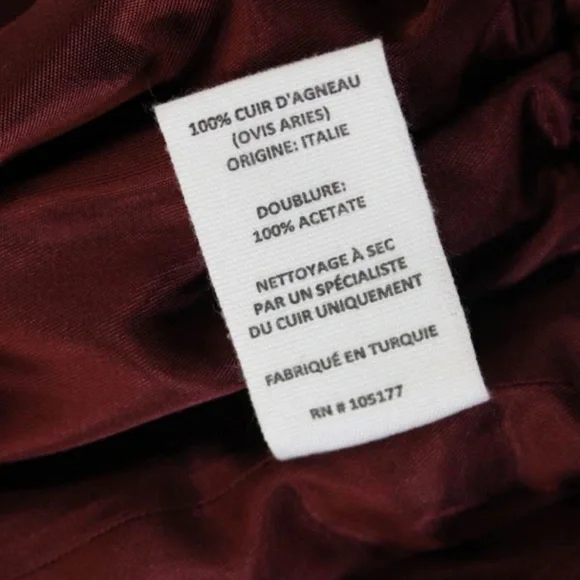 100% CUIR D'AGNEAU
(OVIS ARIES)
ORIGINE: ITALIE
DOUBLURE:
100% ACETATE
NETTOYAGE À SEC
PAR UN SPÉCIALISTE
DU CUIR UNIQUEMENT
FABRIQUÉ EN TURQUIE
RN # 105177